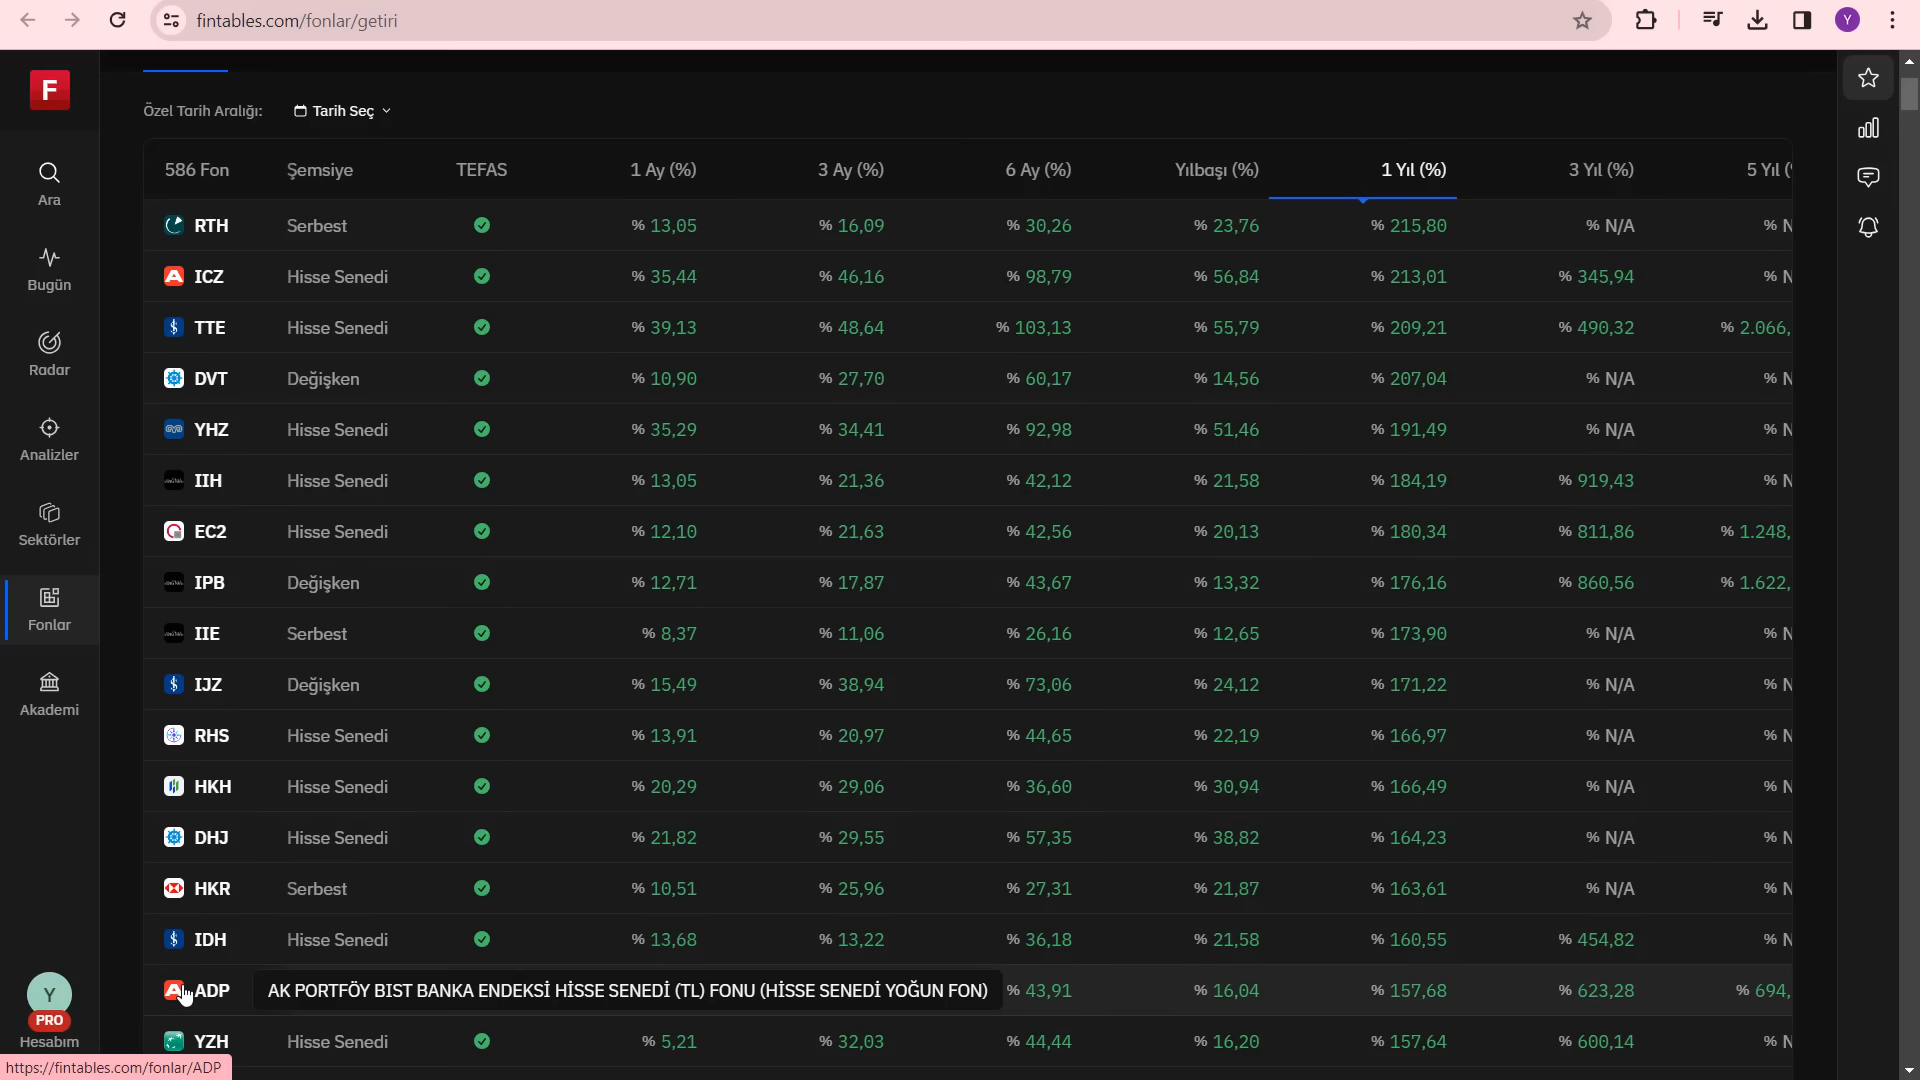 fintables.com/fonlar/getiri
Y
F
Ara
Bugün
Radar
Analizler
Sektörler
Fonlar
Akademi
Y
PRO
Hesabım
Özel Tarih Aralığı: Tarih Seç
586 Fon Şemsiye TEFAS 1 Ay (%) 3 Ay (%) 6 Ay (%) Yılbaşı (%) 1 Yıl (%) 3 Yıl (%) 5 Yıl (
RTH Serbest % 13,05 % 16,09 % 30,26 % 23,76 % 215,80 % N/A % N
ICZ Hisse Senedi % 35,44 % 46,16 % 98,79 % 56,84 % 213,01 % 345,94 % N
TTE Hisse Senedi % 39,13 % 48,64 % 103,13 % 55,79 % 209,21 % 490,32 % 2.066,
DVT Değişken % 10,90 % 27,70 % 60,17 % 14,56 % 207,04 % N/A % N
YHZ Hisse Senedi % 35,29 % 34,41 % 92,98 % 51,46 % 191,49 % N/A % N
IIH Hisse Senedi % 13,05 % 21,36 % 42,12 % 21,58 % 184,19 % 919,43 % N
EC2 Hisse Senedi % 12,10 % 21,63 % 42,56 % 20,13 % 180,34 % 811,86 % 1.248,
IPB Değişken % 12,71 % 17,87 % 43,67 % 13,32 % 176,16 % 860,56 % 1.622,
IIE Serbest % 8,37 % 11,06 % 26,16 % 12,65 % 173,90 % N/A % N
IJZ Değişken % 15,49 % 38,94 % 73,06 % 24,12 % 171,22 % N/A % N
RHS Hisse Senedi % 13,91 % 20,97 % 44,65 % 22,19 % 166,97 % N/A % N
HKH Hisse Senedi % 20,29 % 29,06 % 36,60 % 30,94 % 166,49 % N/A % N
DHJ Hisse Senedi % 21,82 % 29,55 % 57,35 % 38,82 % 164,23 % N/A % N
HKR Serbest % 10,51 % 25,96 % 27,31 % 21,87 % 163,61 % N/A % N
IDH Hisse Senedi % 13,68 % 13,22 % 36,18 % 21,58 % 160,55 % 454,82 % N
ADP AK PORTFÖY BIST BANKA ENDEKSİ HİSSE SENEDİ (TL) FONU (HİSSE SENEDİ YOĞUN FON) % 43,91 % 16,04 % 157,68 % 623,28 % 694,
YZH Hisse Senedi % 5,21 % 32,03 % 44,44 % 16,20 % 157,64 % 600,14 % N
https://fintables.com/fonlar/ADP